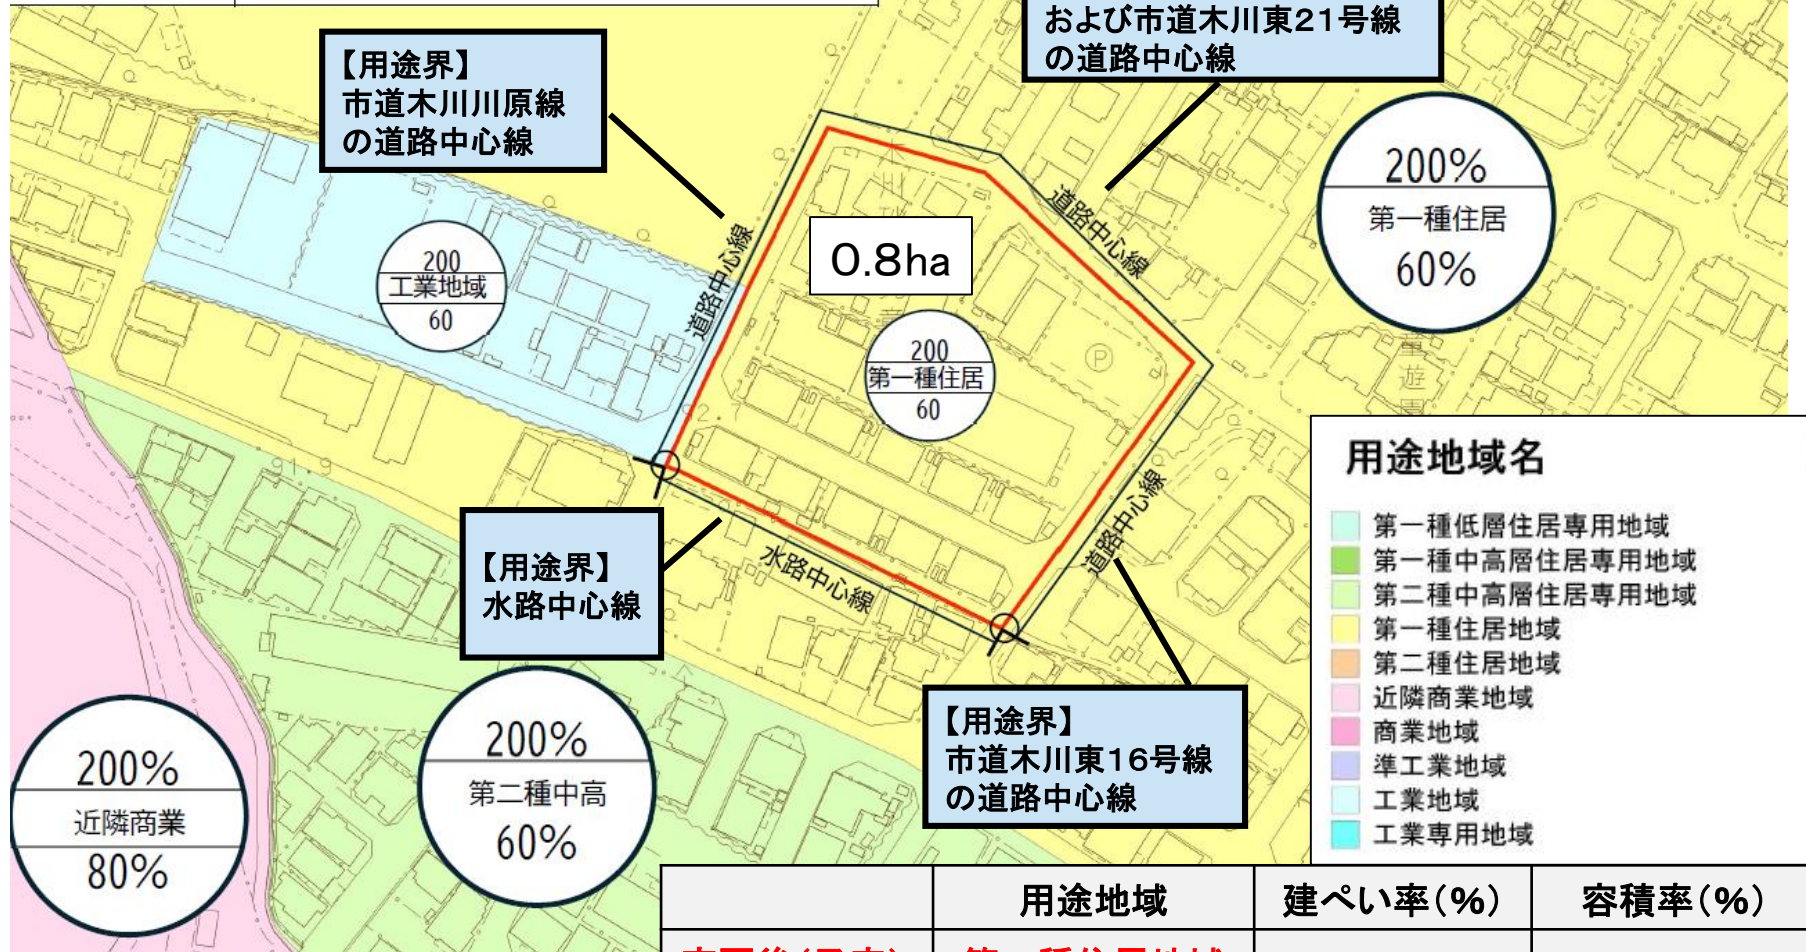 および市道木川東21号線
の道路中心線
【用途界】
市道木川川原線
の道路中心線
200%
第一種住居
60%
道路中心線
道路中心線
0.8ha
200
工業地域
60
200
第一種住居
60
P
92.7
遊
91.9
用途地域名
第一種低層住居専用地域
第一種中高層住居専用地域
第二種中高層住居専用地域
第一種住居地域
第二種住居地域
近隣商業地域
商業地域
準工業地域
工業地域
工業専用地域
【用途界】
水路中心線
水路中心線
道路中心線
【用途界】
市道木川東16号線
の道路中心線
200%
第二種中高
60%
200%
近隣商業
80%
用途地域
建ぺい率(%)
容積率(%)